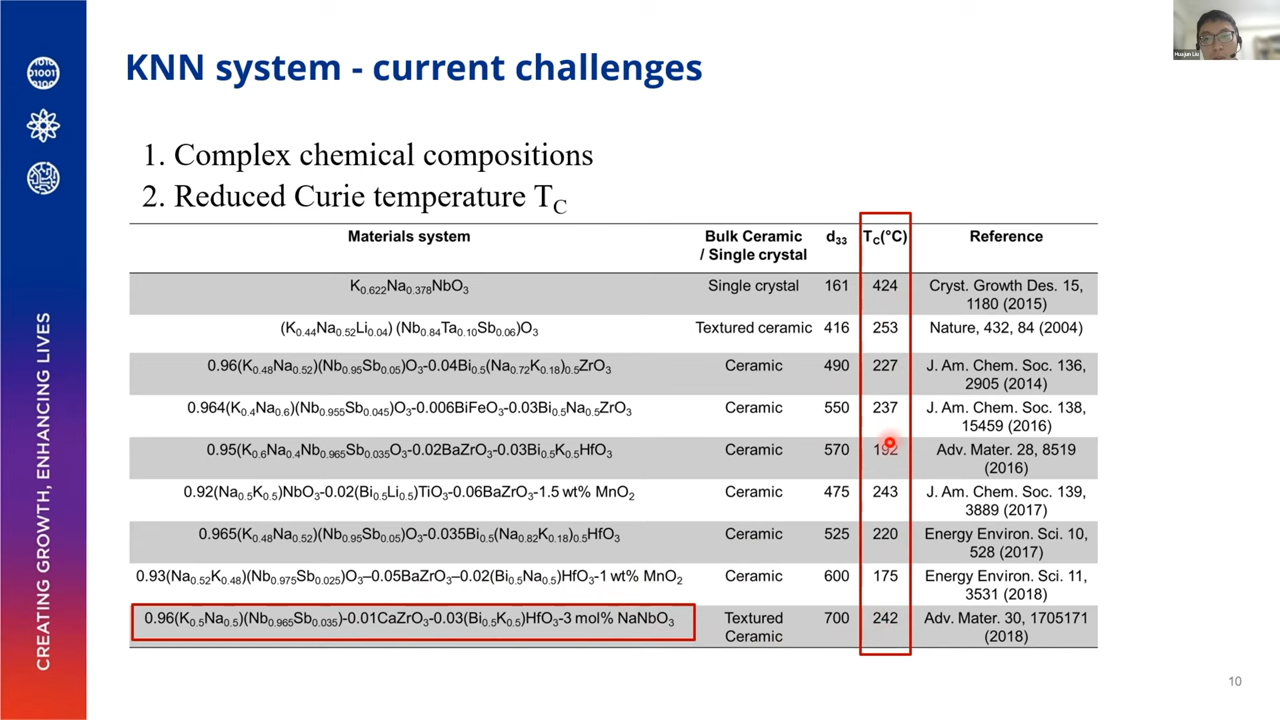 KNN system - current challenges
Huajun Liu
1. Complex chemical compositions
2. Reduced Curie temperature T_C
Materials system Bulk Ceramic / Single crystal d₃₃ T_C(°C) Reference
K₀.₆₂₂Na₀.₃₇₈NbO₃ Single crystal 161 424 Cryst. Growth Des. 15, 1180 (2015)
(K₀.₄₄Na₀.₅₂Li₀.₀₄) (Nb₀.₈₄Ta₀.₁₀Sb₀.₀₆)O₃ Textured ceramic 416 253 Nature, 432, 84 (2004)
0.96(K₀.₄₈Na₀.₅₂)(Nb₀.₉₅Sb₀.₀₅)O₃-0.04Bi₀.₅(Na₀.₇₂K₀.₁₈)₀.₅ZrO₃ Ceramic 490 227 J. Am. Chem. Soc. 136, 2905 (2014)
0.964(K₀.₄Na₀.₆)(Nb₀.₉₅₅Sb₀.₀₄₅)O₃-0.006BiFeO₃-0.03Bi₀.₅Na₀.₅ZrO₃ Ceramic 550 237 J. Am. Chem. Soc. 138, 15459 (2016)
0.95(K₀.₆Na₀.₄Nb₀.₉₆₅Sb₀.₀₃₅O₃-0.02BaZrO₃-0.03Bi₀.₅K₀.₅HfO₃ Ceramic 570 192 Adv. Mater. 28, 8519 (2016)
0.92(Na₀.₅K₀.₅)NbO₃-0.02(Bi₀.₅Li₀.₅)TiO₃-0.06BaZrO₃-1.5 wt% MnO₂ Ceramic 475 243 J. Am. Chem. Soc. 139, 3889 (2017)
0.965(K₀.₄₈Na₀.₅₂)(Nb₀.₉₅Sb₀.₀₅)O₃-0.035Bi₀.₅(Na₀.₈₂K₀.₁₈)₀.₅HfO₃ Ceramic 525 220 Energy Environ. Sci. 10, 528 (2017)
0.93(Na₀.₅₂K₀.₄₈)(Nb₀.₉₇₅Sb₀.₀₂₅)O₃–0.05BaZrO₃–0.02(Bi₀.₅Na₀.₅)HfO₃-1 wt% MnO₂ Ceramic 600 175 Energy Environ. Sci. 11, 3531 (2018)
0.96(K₀.₅Na₀.₅)(Nb₀.₉₆₅Sb₀.₀₃₅)-0.01CaZrO₃-0.03(Bi₀.₅K₀.₅)HfO₃-3 mol% NaNbO₃ Textured Ceramic 700 242 Adv. Mater. 30, 1705171 (2018)
CREATING GROWTH, ENHANCING LIVES
10